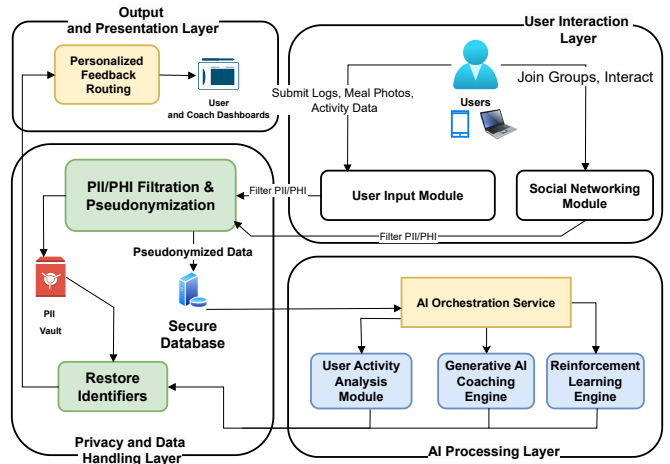 Output
and Presentation Layer
Personalized
Feedback
Routing
User
and Coach Dashboards
User Interaction
Layer
Submit Logs, Meal Photos,
Activity Data
Users
Join Groups, Interact
User Input Module
Social Networking
Module
Filter PII/PHI
Filter PII/PHI
PII/PHI Filtration &
Pseudonymization
Pseudonymized Data
PII
Vault
Secure
Database
Restore
Identifiers
Privacy and Data
Handling Layer
AI Orchestration Service
User Activity
Analysis
Module
Generative AI
Coaching
Engine
Reinforcement
Learning
Engine
AI Processing Layer